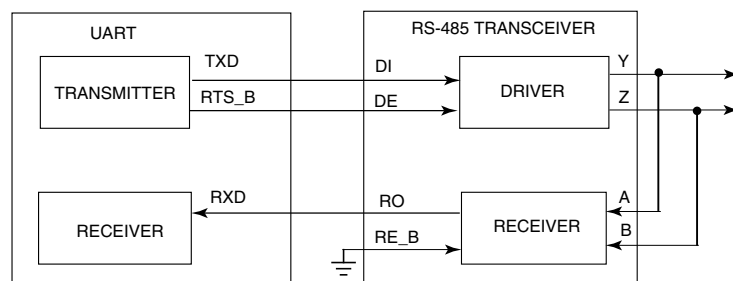 UART
RS-485 TRANSCEIVER
TXD
DI
Y
TRANSMITTER
DRIVER
RTS_B
DE
Z
RXD
RO
A
RECEIVER
RECEIVER
RE_B
B